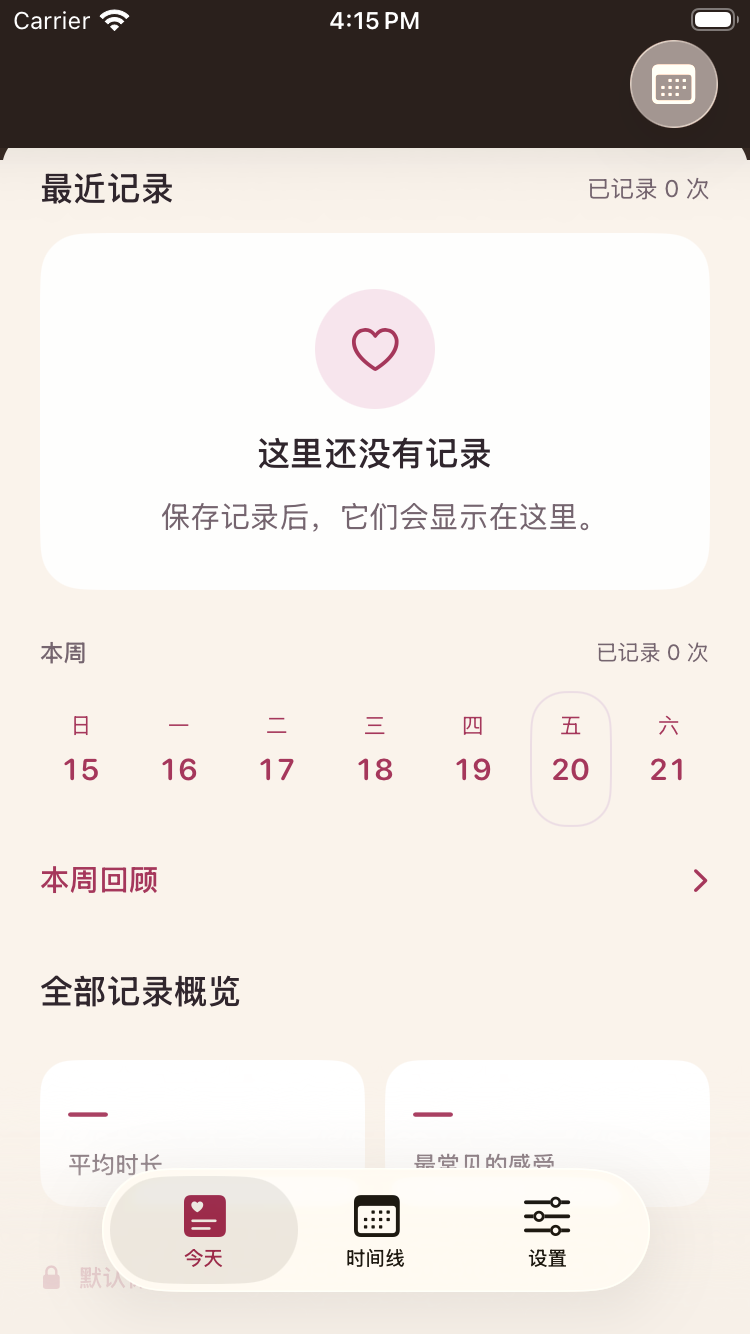 Carrier 4:15 PM
最近记录 已记录 0 次
这里还没有记录
保存记录后，它们会显示在这里。
本周 已记录 0 次
日 一 二 三 四 五 六
15 16 17 18 19 20 21
本周回顾
全部记录概览
平均时长 最常见的感受
默认
今天 时间线 设置